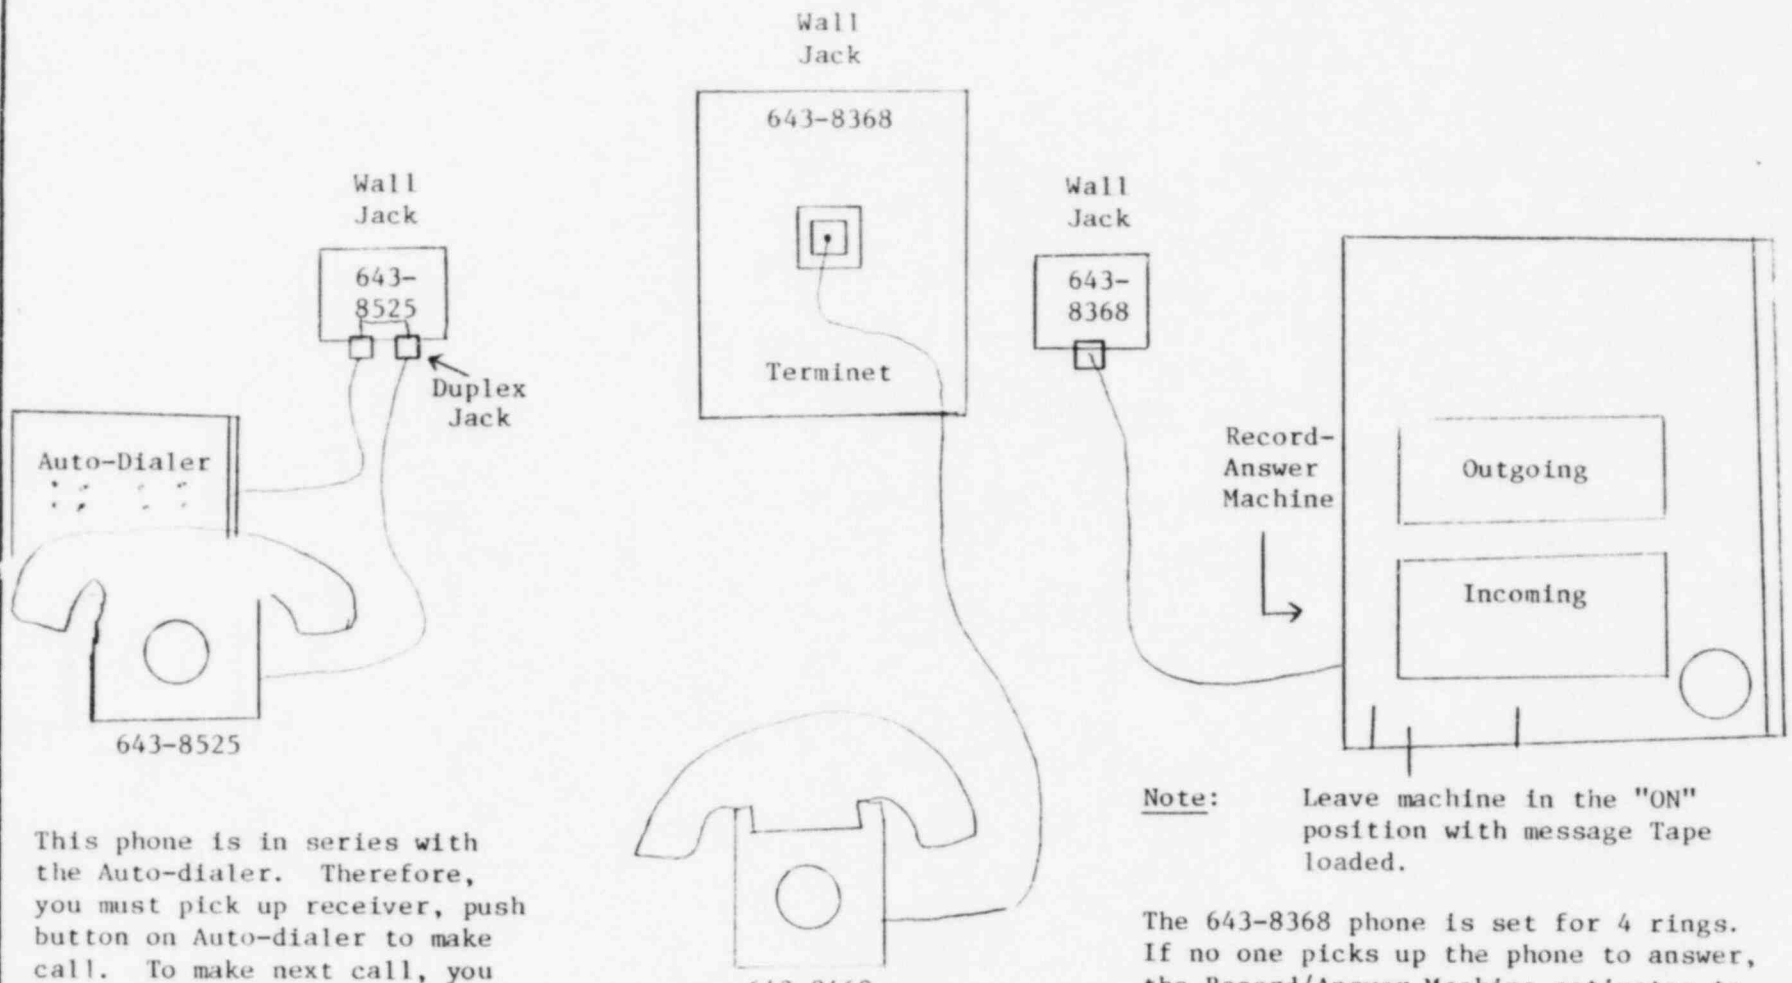 Wall
Jack
643-8368
Terminet
Wall
Jack
643-
8525
Duplex
Jack
Auto-Dialer
643-8525
Wall
Jack
643-
8368
Record-
Answer
Machine
Outgoing
Incoming
This phone is in series with
the Auto-dialer. Therefore,
you must pick up receiver, push
button on Auto-dialer to make
call. To make next call, you
Note: Leave machine in the "ON"
position with message Tape
loaded.
The 643-8368 phone is set for 4 rings.
If no one picks up the phone to answer,
the Record/Answer Machine